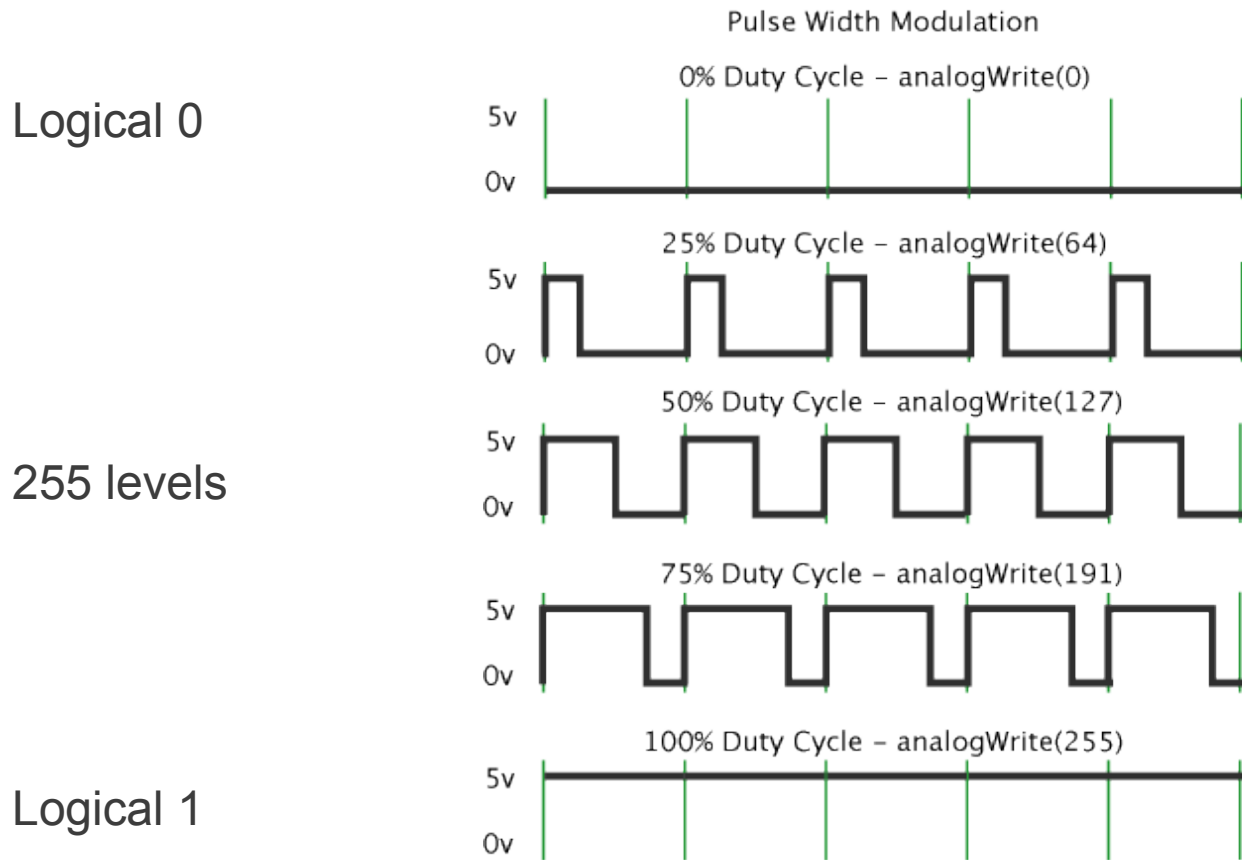 Pulse Width Modulation
0% Duty Cycle – analogWrite(0)
Logical 0
5v
0v
25% Duty Cycle – analogWrite(64)
5v
0v
50% Duty Cycle – analogWrite(127)
5v
255 levels
0v
75% Duty Cycle – analogWrite(191)
5v
0v
100% Duty Cycle – analogWrite(255)
5v
Logical 1
0v